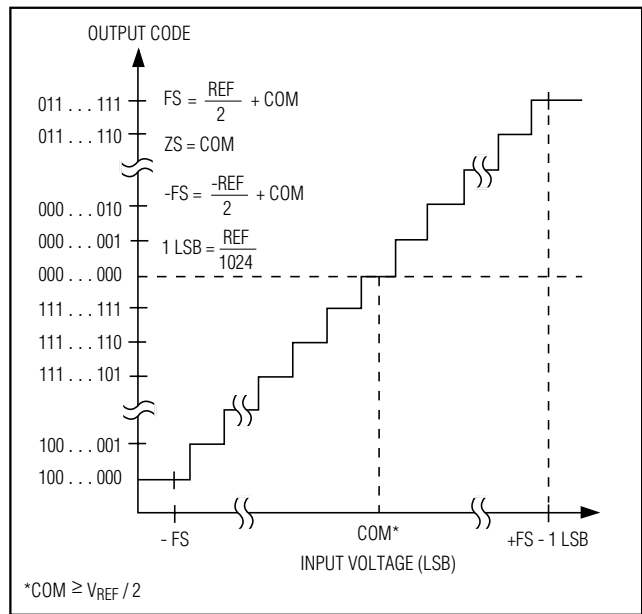 OUTPUT CODE
011 . . . 111
FS = REF/2 + COM
011 . . . 110
ZS = COM
-FS = -REF/2 + COM
000 . . . 010
000 . . . 001
1 LSB = REF/1024
000 . . . 000
111 . . . 111
111 . . . 110
111 . . . 101
100 . . . 001
100 . . . 000
- FS
COM*
+FS - 1 LSB
INPUT VOLTAGE (LSB)
*COM ≥ VREF / 2